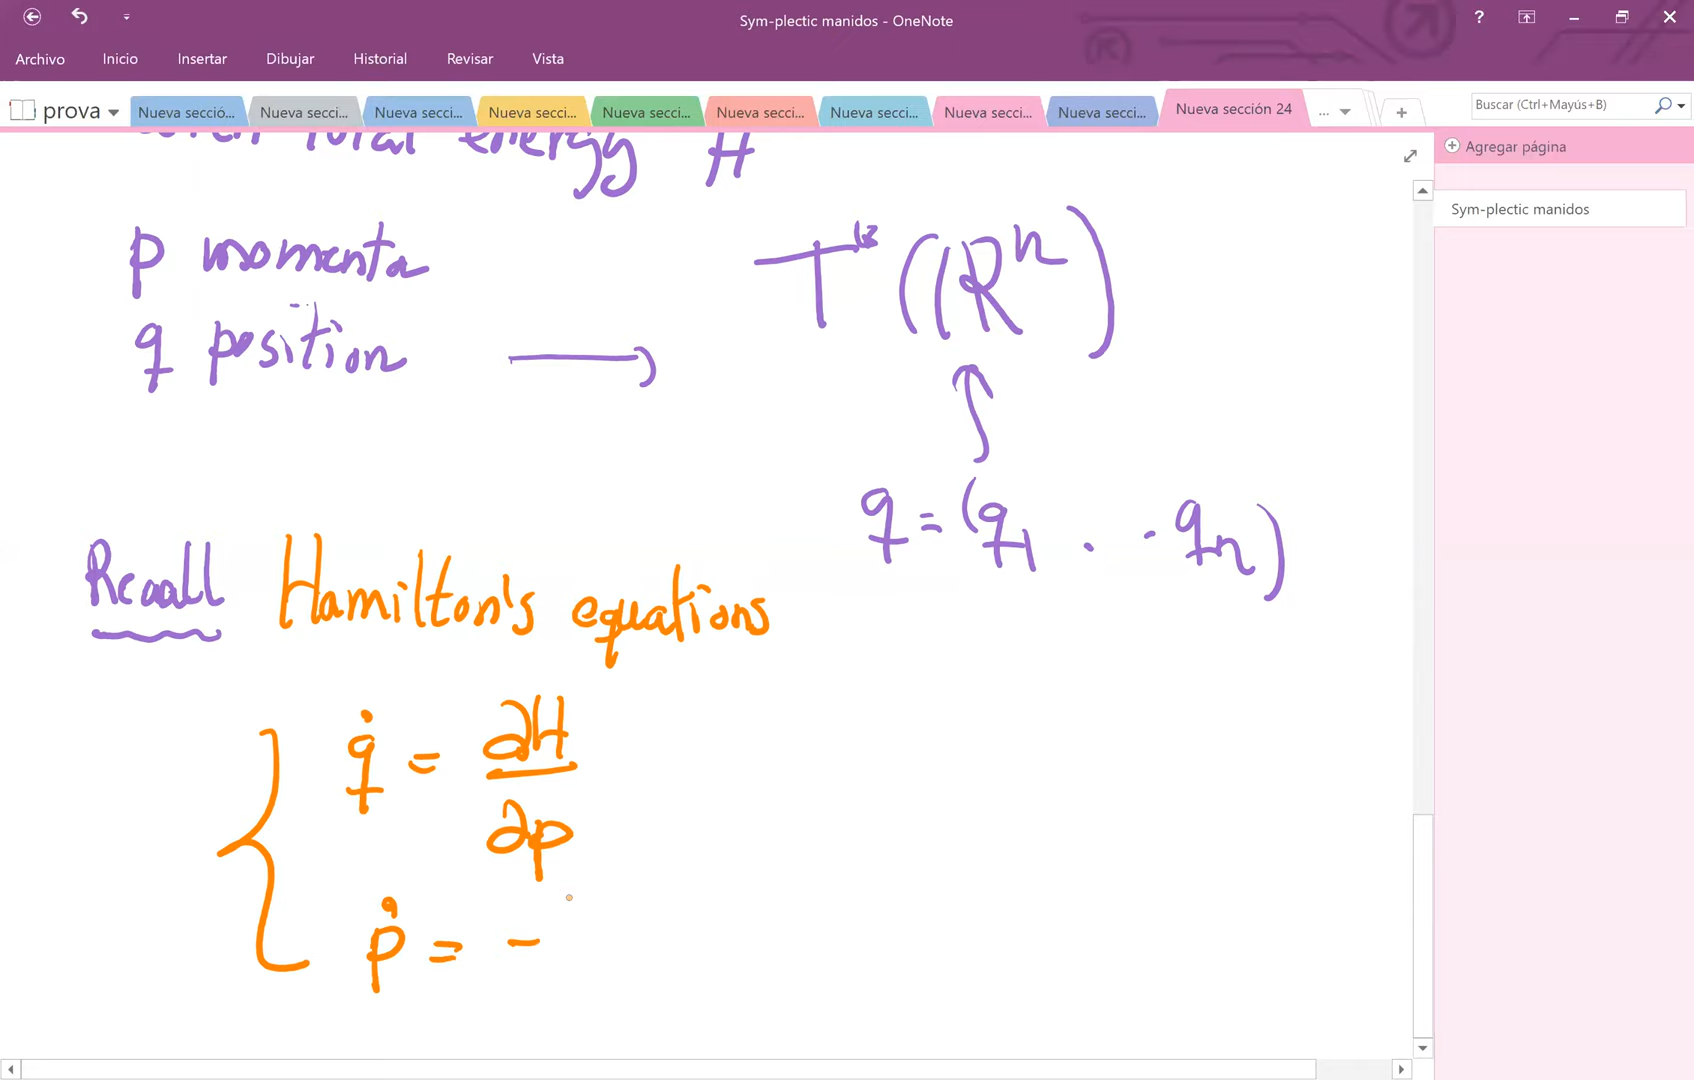 Sym-plectic manidos - OneNote
?
Archivo Inicio Insertar Dibujar Historial Revisar Vista
prova Nueva secció... Nueva secci... Nueva secci... Nueva secci... Nueva secci... Nueva secci... Nueva secci... Nueva secci... Nueva secci... Nueva sección 24 ... + Buscar (Ctrl+Mayús+B)
Agregar página
Sym-plectic manidos
total energy H
p momenta
q position → T*(ℝⁿ)
↑
q = (q₁ . . qₙ)
Recall Hamilton's equations
{ q̇ = ∂H/∂p
ṗ = -